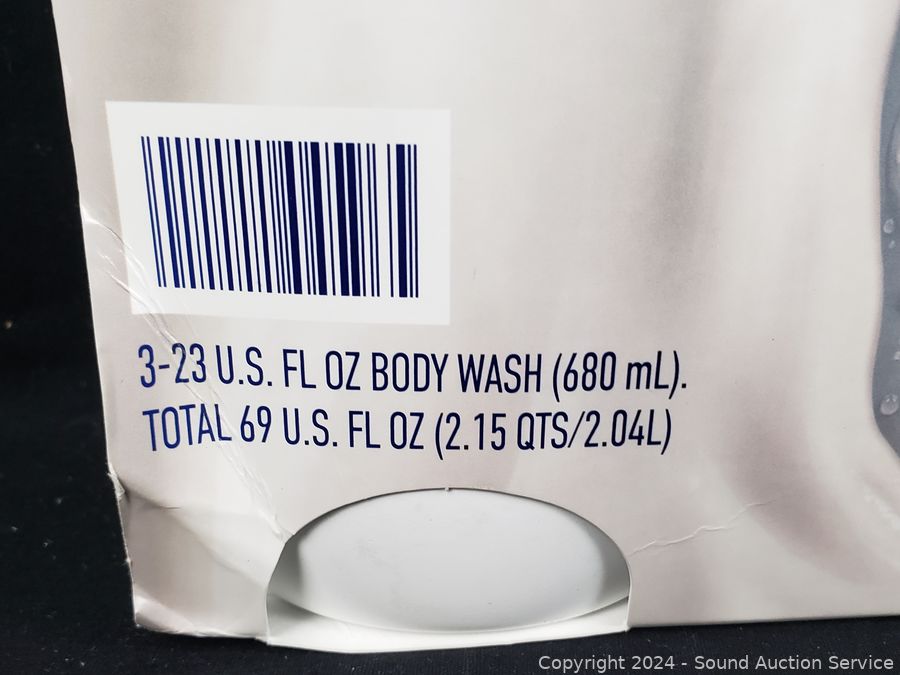 3-23 U.S. FL OZ BODY WASH (680 mL).
TOTAL 69 U.S. FL OZ (2.15 QTS/2.04L)
Copyright 2024 - Sound Auction Service